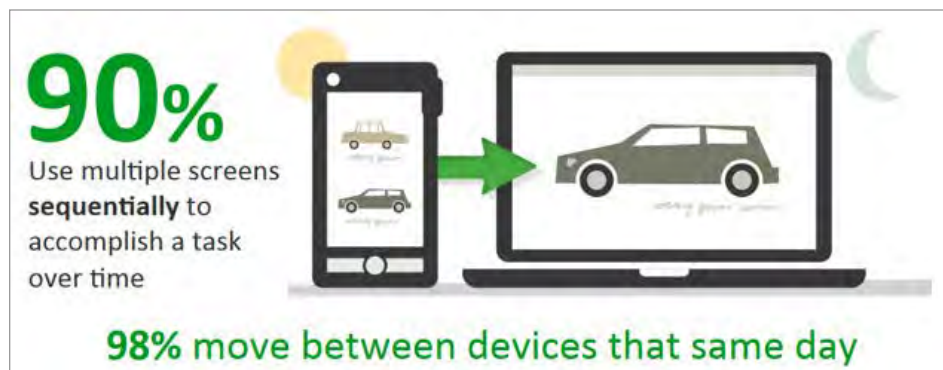 90%
Use multiple screens
sequentially to
accomplish a task
over time
98% move between devices that same day